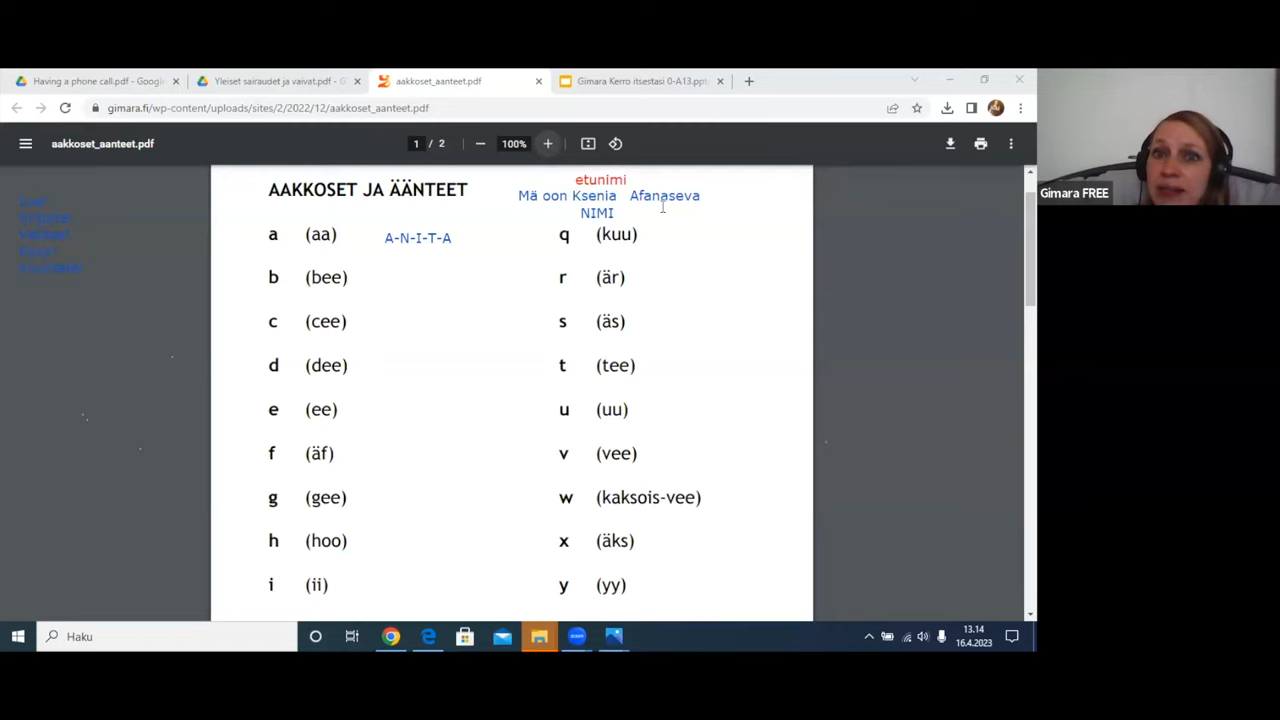 Having a phone call.pdf - Google
Yleiset sairaudet ja vaivat.pdf - G
aakkoset_aanteet.pdf
Gimara Kerro itsestasi 0-A13.ppt
gimara.fi/wp-content/uploads/sites/2/2022/12/aakkoset_aanteet.pdf
aakkoset_aanteet.pdf
1 / 2
100%
AAKKOSET JA ÄÄNTEET
etunimi
Mä oon Ksenia Afanaseva
NIMI
a (aa) A-N-I-T-A q (kuu)
b (bee) r (är)
c (cee) s (äs)
d (dee) t (tee)
e (ee) u (uu)
f (äf) v (vee)
g (gee) w (kaksois-vee)
h (hoo) x (äks)
i (ii) y (yy)
Gimara FREE
Haku
zoom
13.14
16.4.2023